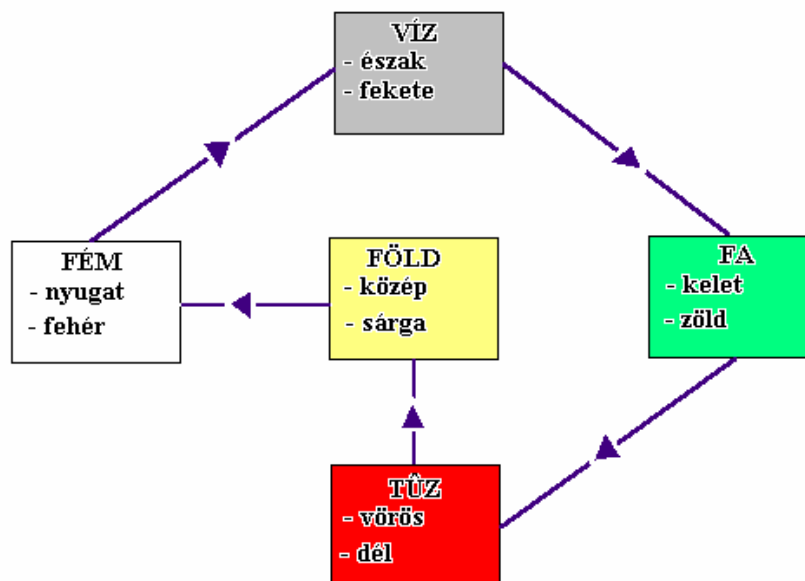 VÍZ
- észak
- fekete
FÉM
- nyugat
- fehér
FÖLD
- közép
- sárga
FA
- kelet
- zöld
TÛZ
- vörös
- dél